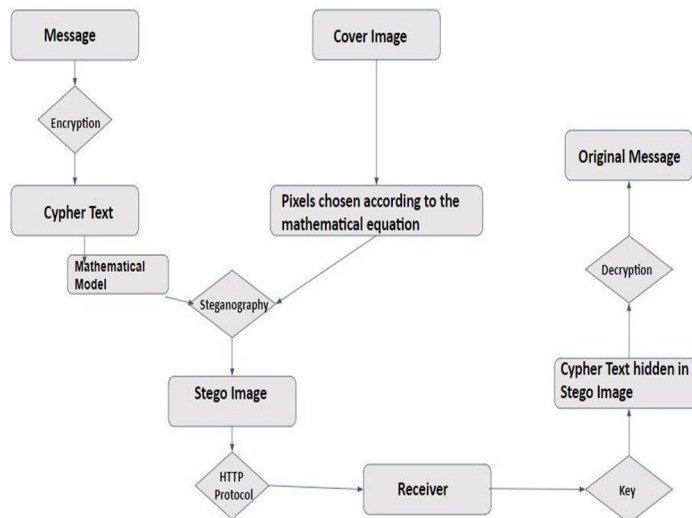 Message
Cover Image
Encryption
Original Message
Cypher Text
Pixels chosen according to the
mathematical equation
Mathematical
Model
Decryption
Steganography
Cypher Text hidden in
Stego Image
Stego Image
HTTP
Protocol
Receiver
Key